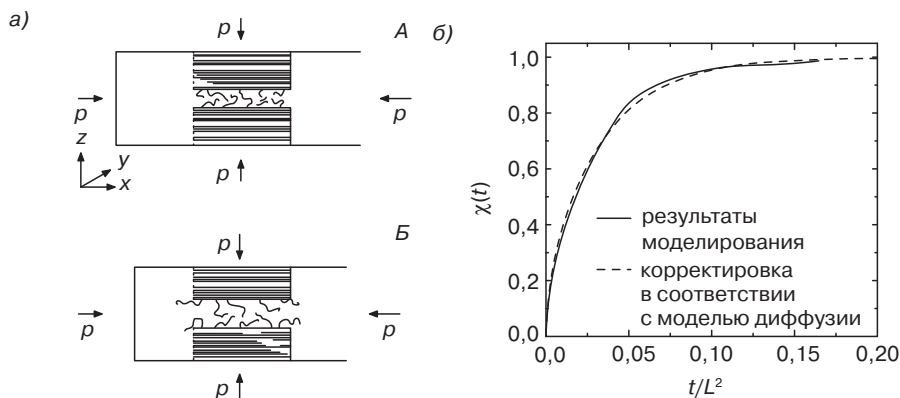 а)
p
А
p
p
z
y
x
p
Б
p
p
p
p
б)
1,0
0,8
0,6
0,4
0,2
0,0
χ(t)
результаты
моделирования
корректировка
в соответствии
с моделью диффузии
0,0
0,05
0,10
0,15
0,20
t/L²